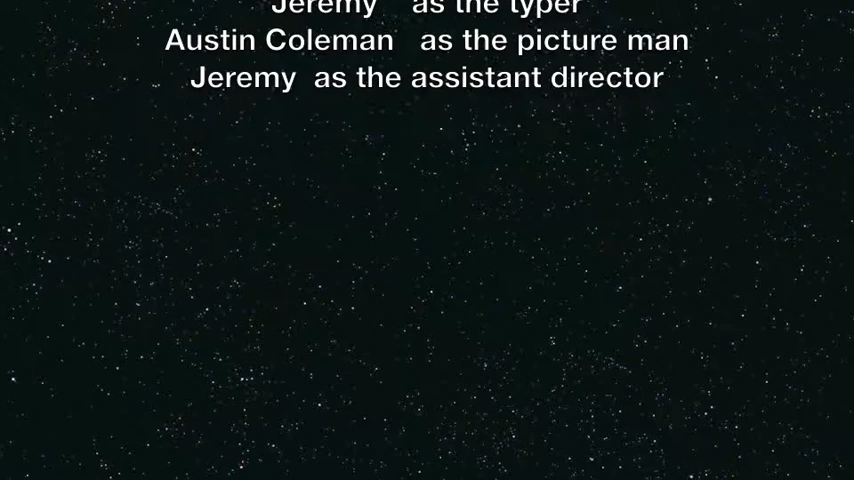 Jeremy as the typer
Austin Coleman as the picture man
Jeremy as the assistant director